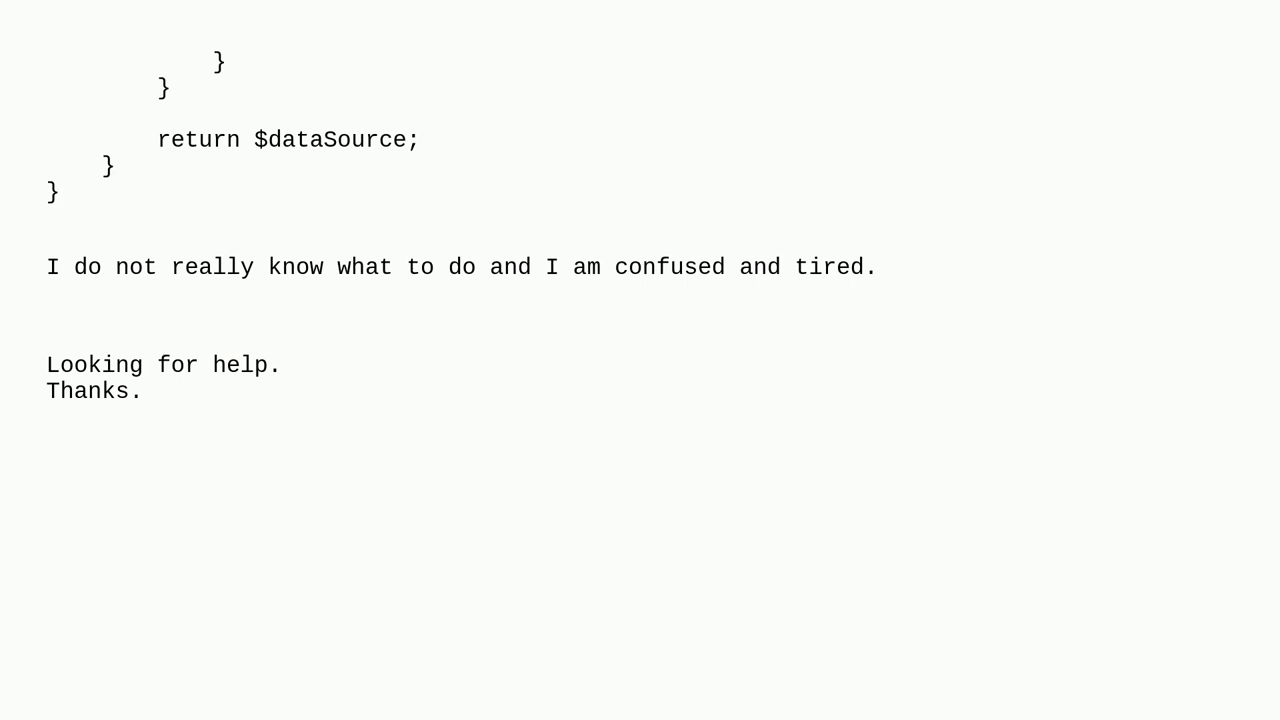 }
        }

        return $dataSource;
    }
}

I do not really know what to do and I am confused and tired.

Looking for help.
Thanks.